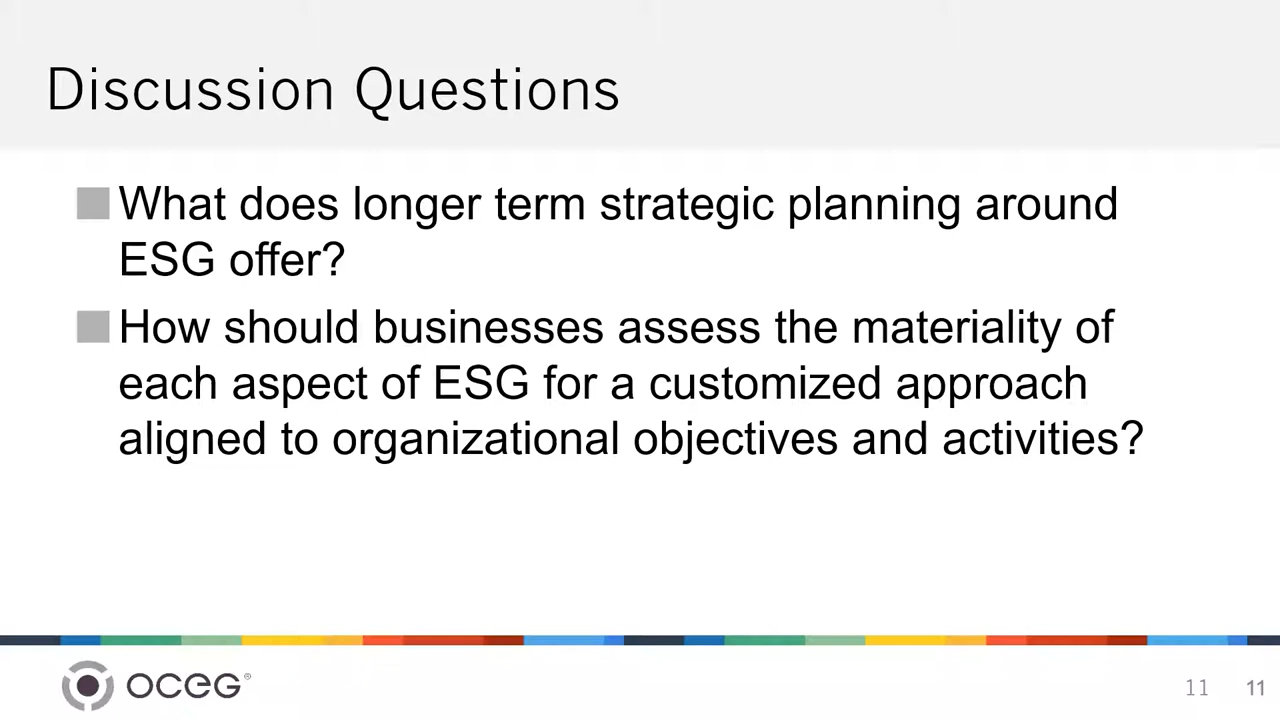 Discussion Questions
What does longer term strategic planning around
ESG offer?
How should businesses assess the materiality of
each aspect of ESG for a customized approach
aligned to organizational objectives and activities?
OCEG®
11 11